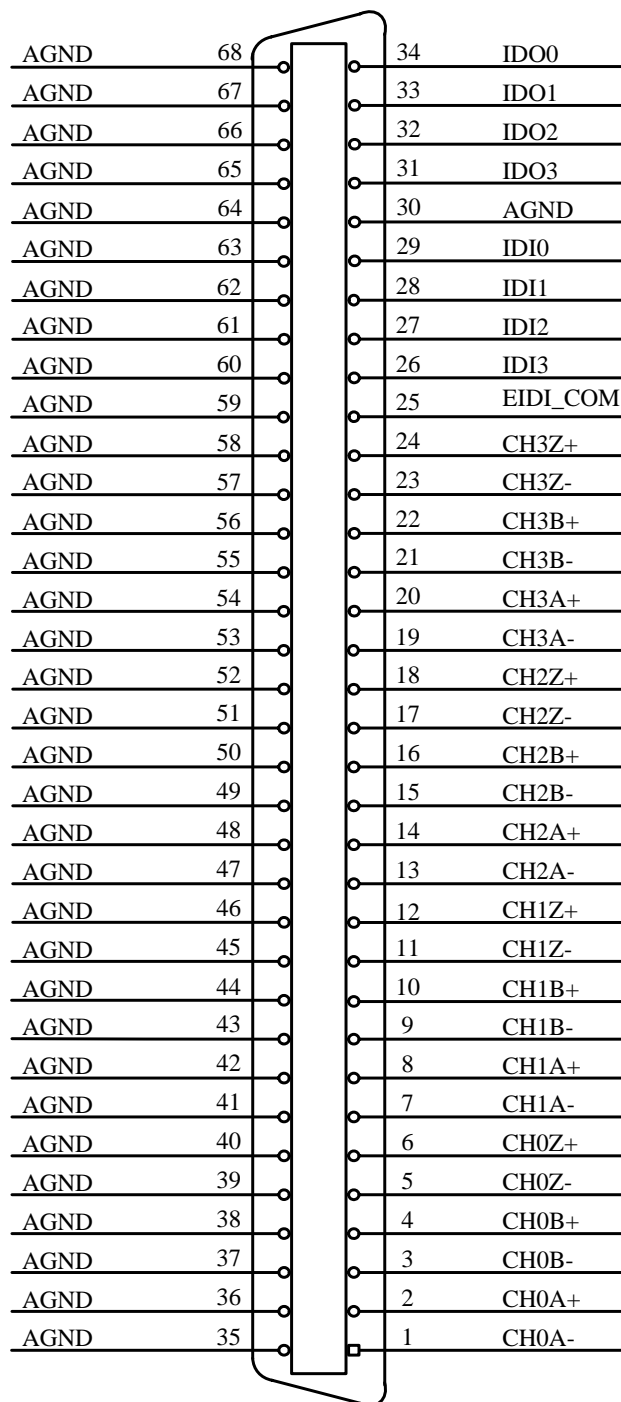 AGND 68 34 IDO0
AGND 67 33 IDO1
AGND 66 32 IDO2
AGND 65 31 IDO3
AGND 64 30 AGND
AGND 63 29 IDI0
AGND 62 28 IDI1
AGND 61 27 IDI2
AGND 60 26 IDI3
AGND 59 25 EIDI_COM
AGND 58 24 CH3Z+
AGND 57 23 CH3Z-
AGND 56 22 CH3B+
AGND 55 21 CH3B-
AGND 54 20 CH3A+
AGND 53 19 CH3A-
AGND 52 18 CH2Z+
AGND 51 17 CH2Z-
AGND 50 16 CH2B+
AGND 49 15 CH2B-
AGND 48 14 CH2A+
AGND 47 13 CH2A-
AGND 46 12 CH1Z+
AGND 45 11 CH1Z-
AGND 44 10 CH1B+
AGND 43 9 CH1B-
AGND 42 8 CH1A+
AGND 41 7 CH1A-
AGND 40 6 CH0Z+
AGND 39 5 CH0Z-
AGND 38 4 CH0B+
AGND 37 3 CH0B-
AGND 36 2 CH0A+
AGND 35 1 CH0A-